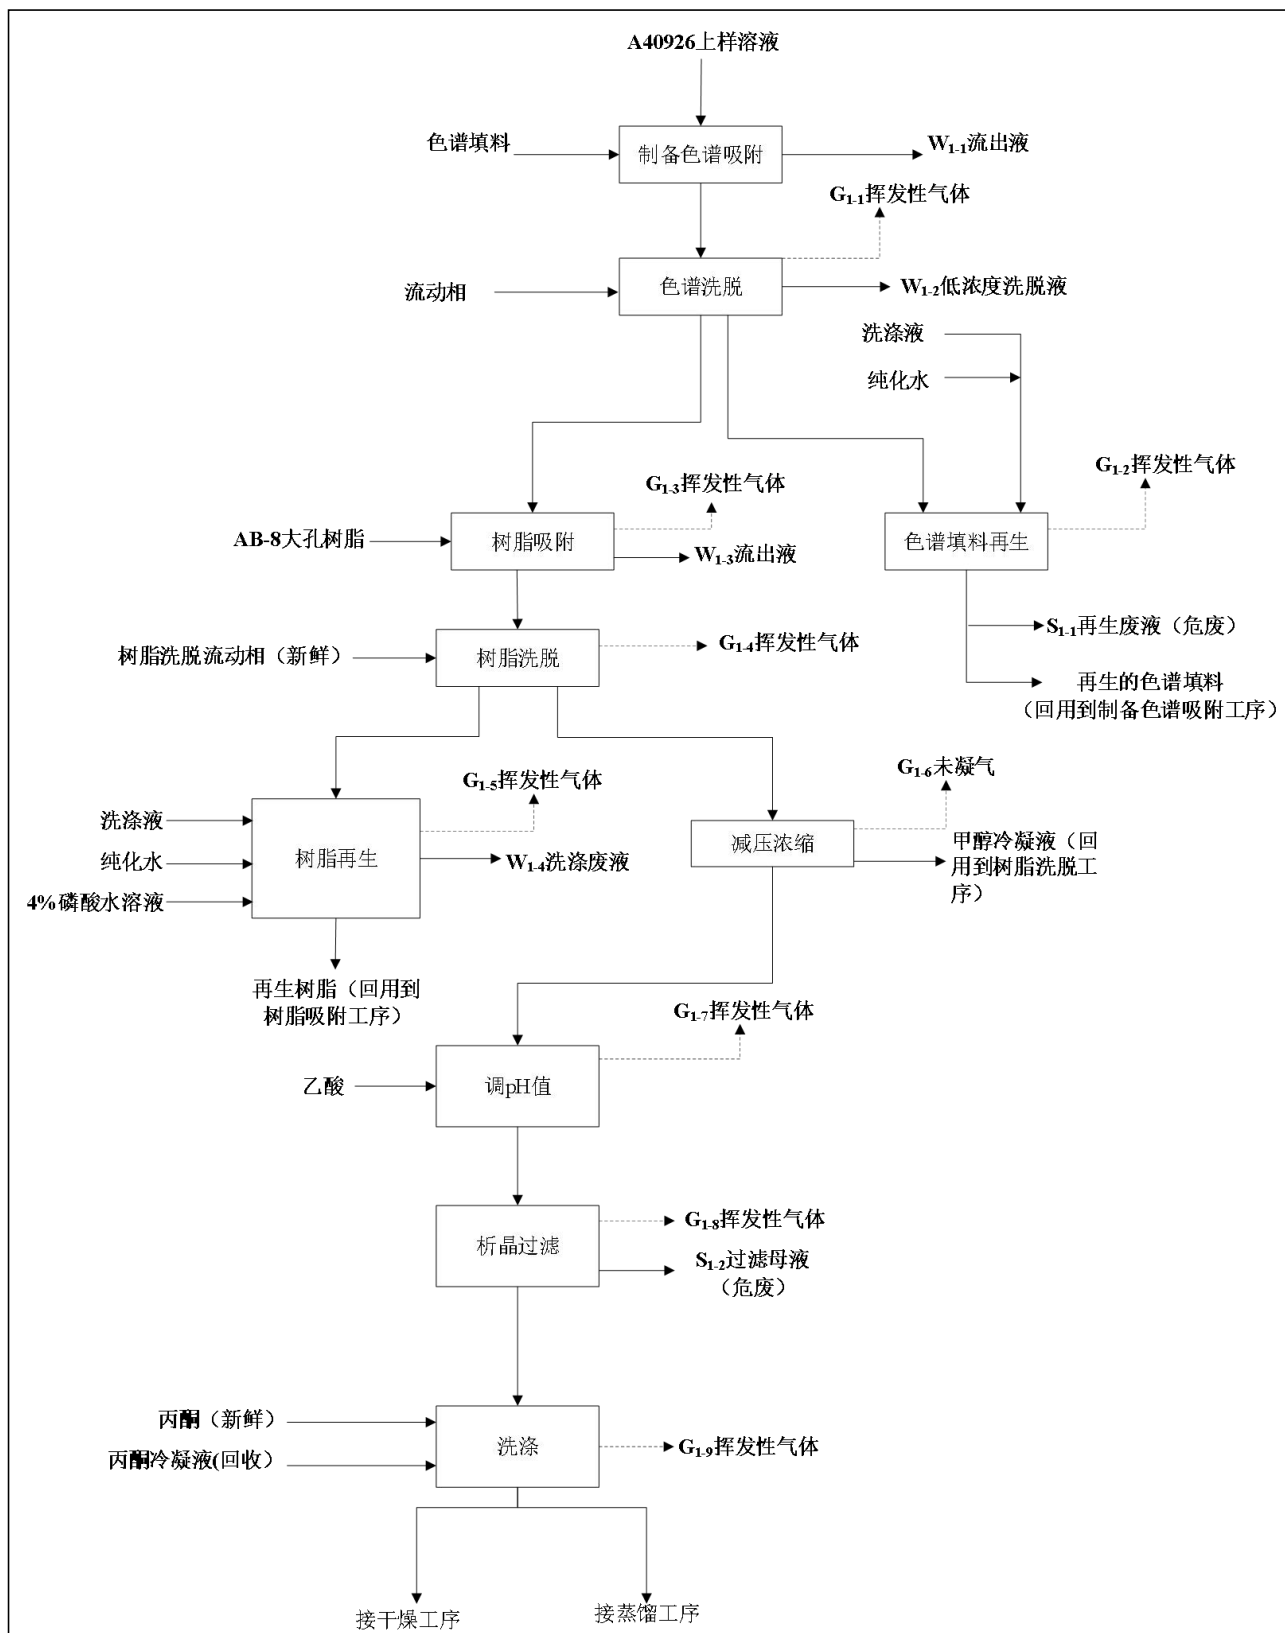 A40926上样溶液
色谱填料
制备色谱吸附
W1-1流出液
G1-1挥发性气体
流动相
色谱洗脱
W1-2低浓度洗脱液
洗涤液
纯化水
G1-2挥发性气体
G1-3挥发性气体
AB-8大孔树脂
树脂吸附
W1-3流出液
色谱填料再生
S1-1再生废液（危废）
树脂洗脱流动相（新鲜）
树脂洗脱
G1-4挥发性气体
再生的色谱填料
（回用到制备色谱吸附工序）
G1-5挥发性气体
G1-6未凝气
洗涤液
纯化水
4%磷酸水溶液
树脂再生
W1-4洗涤废液
减压浓缩
甲醇冷凝液（回
用到树脂洗脱工
序）
再生树脂（回用到
树脂吸附工序）
G1-7挥发性气体
乙酸
调pH值
析晶过滤
G1-8挥发性气体
S1-2过滤母液
（危废）
丙酮（新鲜）
丙酮冷凝液(回收）
洗涤
G1-9挥发性气体
接干燥工序
接蒸馏工序